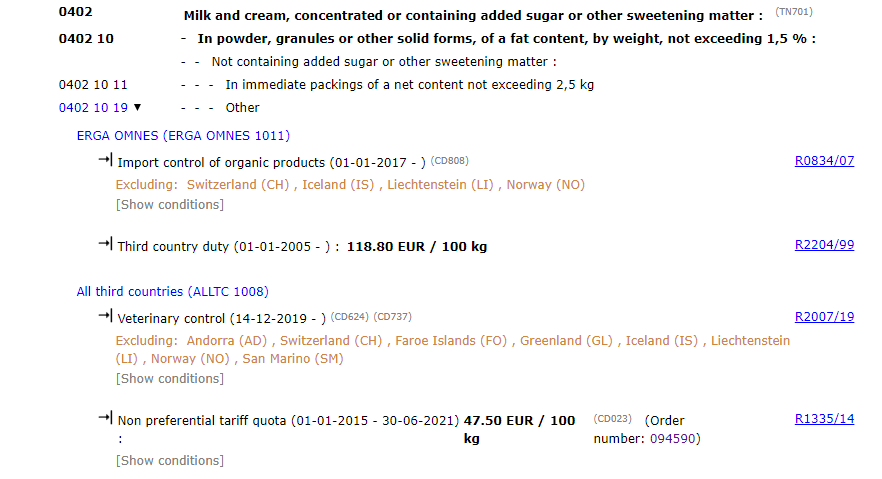 0402 Milk and cream, concentrated or containing added sugar or other sweetening matter : (TN701)
0402 10 - In powder, granules or other solid forms, of a fat content, by weight, not exceeding 1,5 % :
- - Not containing added sugar or other sweetening matter :
0402 10 11 - - - In immediate packings of a net content not exceeding 2,5 kg
0402 10 19 ▼ - - - Other
ERGA OMNES (ERGA OMNES 1011)
Import control of organic products (01-01-2017 - ) (CD808) R0834/07
Excluding: Switzerland (CH) , Iceland (IS) , Liechtenstein (LI) , Norway (NO)
[Show conditions]
Third country duty (01-01-2005 - ) : 118.80 EUR / 100 kg R2204/99
All third countries (ALLTC 1008)
Veterinary control (14-12-2019 - ) (CD624) (CD737) R2007/19
Excluding: Andorra (AD) , Switzerland (CH) , Faroe Islands (FO) , Greenland (GL) , Iceland (IS) , Liechtenstein
(LI) , Norway (NO) , San Marino (SM)
[Show conditions]
Non preferential tariff quota (01-01-2015 - 30-06-2021) 47.50 EUR / 100 (CD023) (Order R1335/14
: kg number: 094590)
[Show conditions]